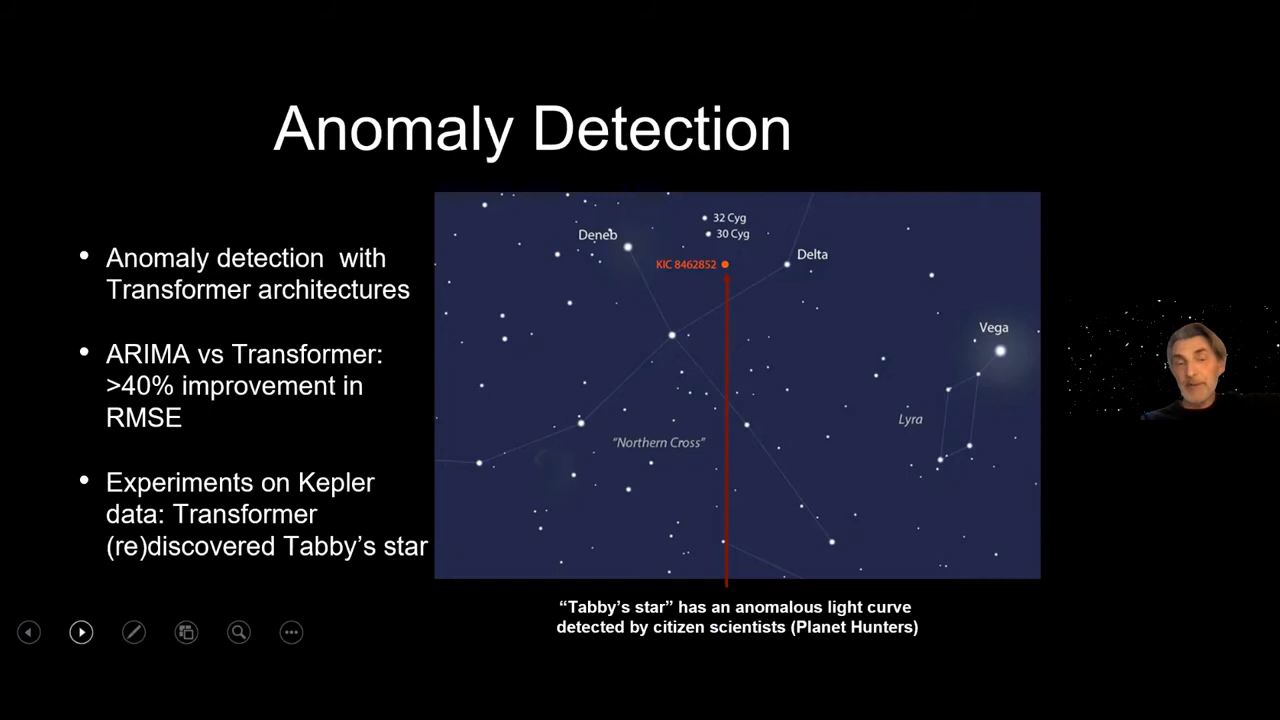 Anomaly Detection
• Anomaly detection  with
Transformer architectures
• ARIMA vs Transformer:
>40% improvement in
RMSE
• Experiments on Kepler
data: Transformer
(re)discovered Tabby’s star
32 Cyg
30 Cyg
Deneb
Delta
KIC 8462852
Vega
Lyra
“Northern Cross”
“Tabby’s star” has an anomalous light curve
detected by citizen scientists (Planet Hunters)